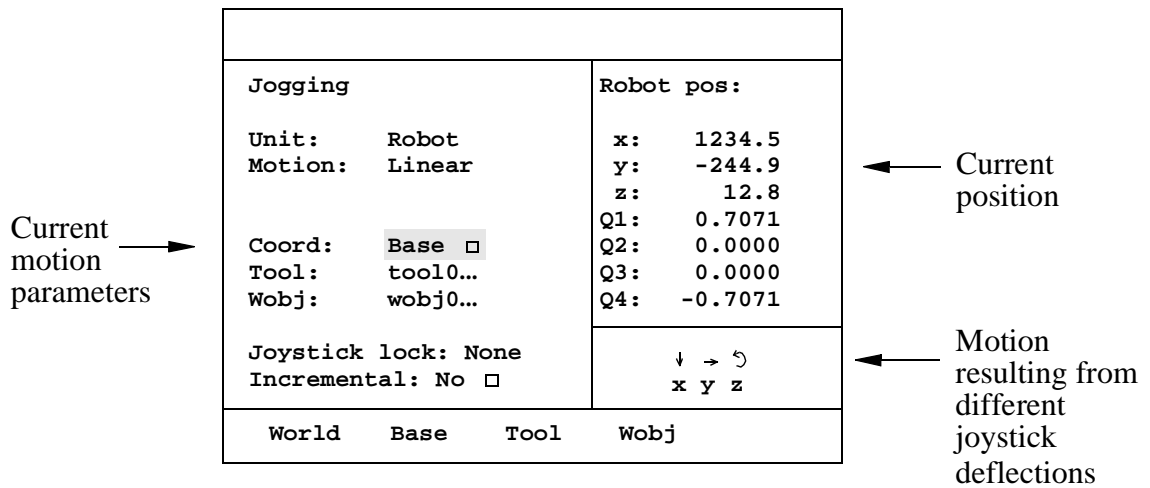 Current
motion
parameters
Jogging
Unit: Robot
Motion: Linear
Coord: Base
Tool: tool0...
Wobj: wobj0...
Joystick lock: None
Incremental: No
Robot pos:
x: 1234.5
y: -244.9
z: 12.8
Q1: 0.7071
Q2: 0.0000
Q3: 0.0000
Q4: -0.7071
x y z
World Base Tool Wobj
Current
position
Motion
resulting from
different
joystick
deflections